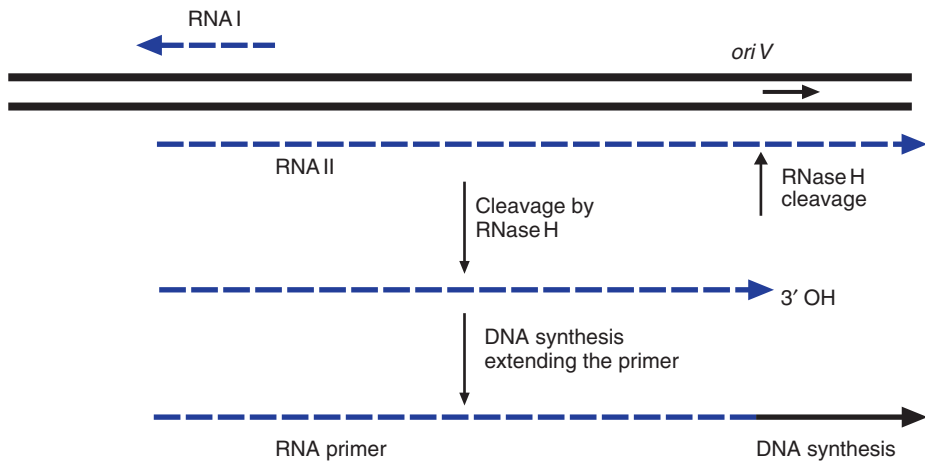 RNA I
ori V
RNA II
RNase H
cleavage
Cleavage by
RNase H
3′ OH
DNA synthesis
extending the primer
RNA primer
DNA synthesis